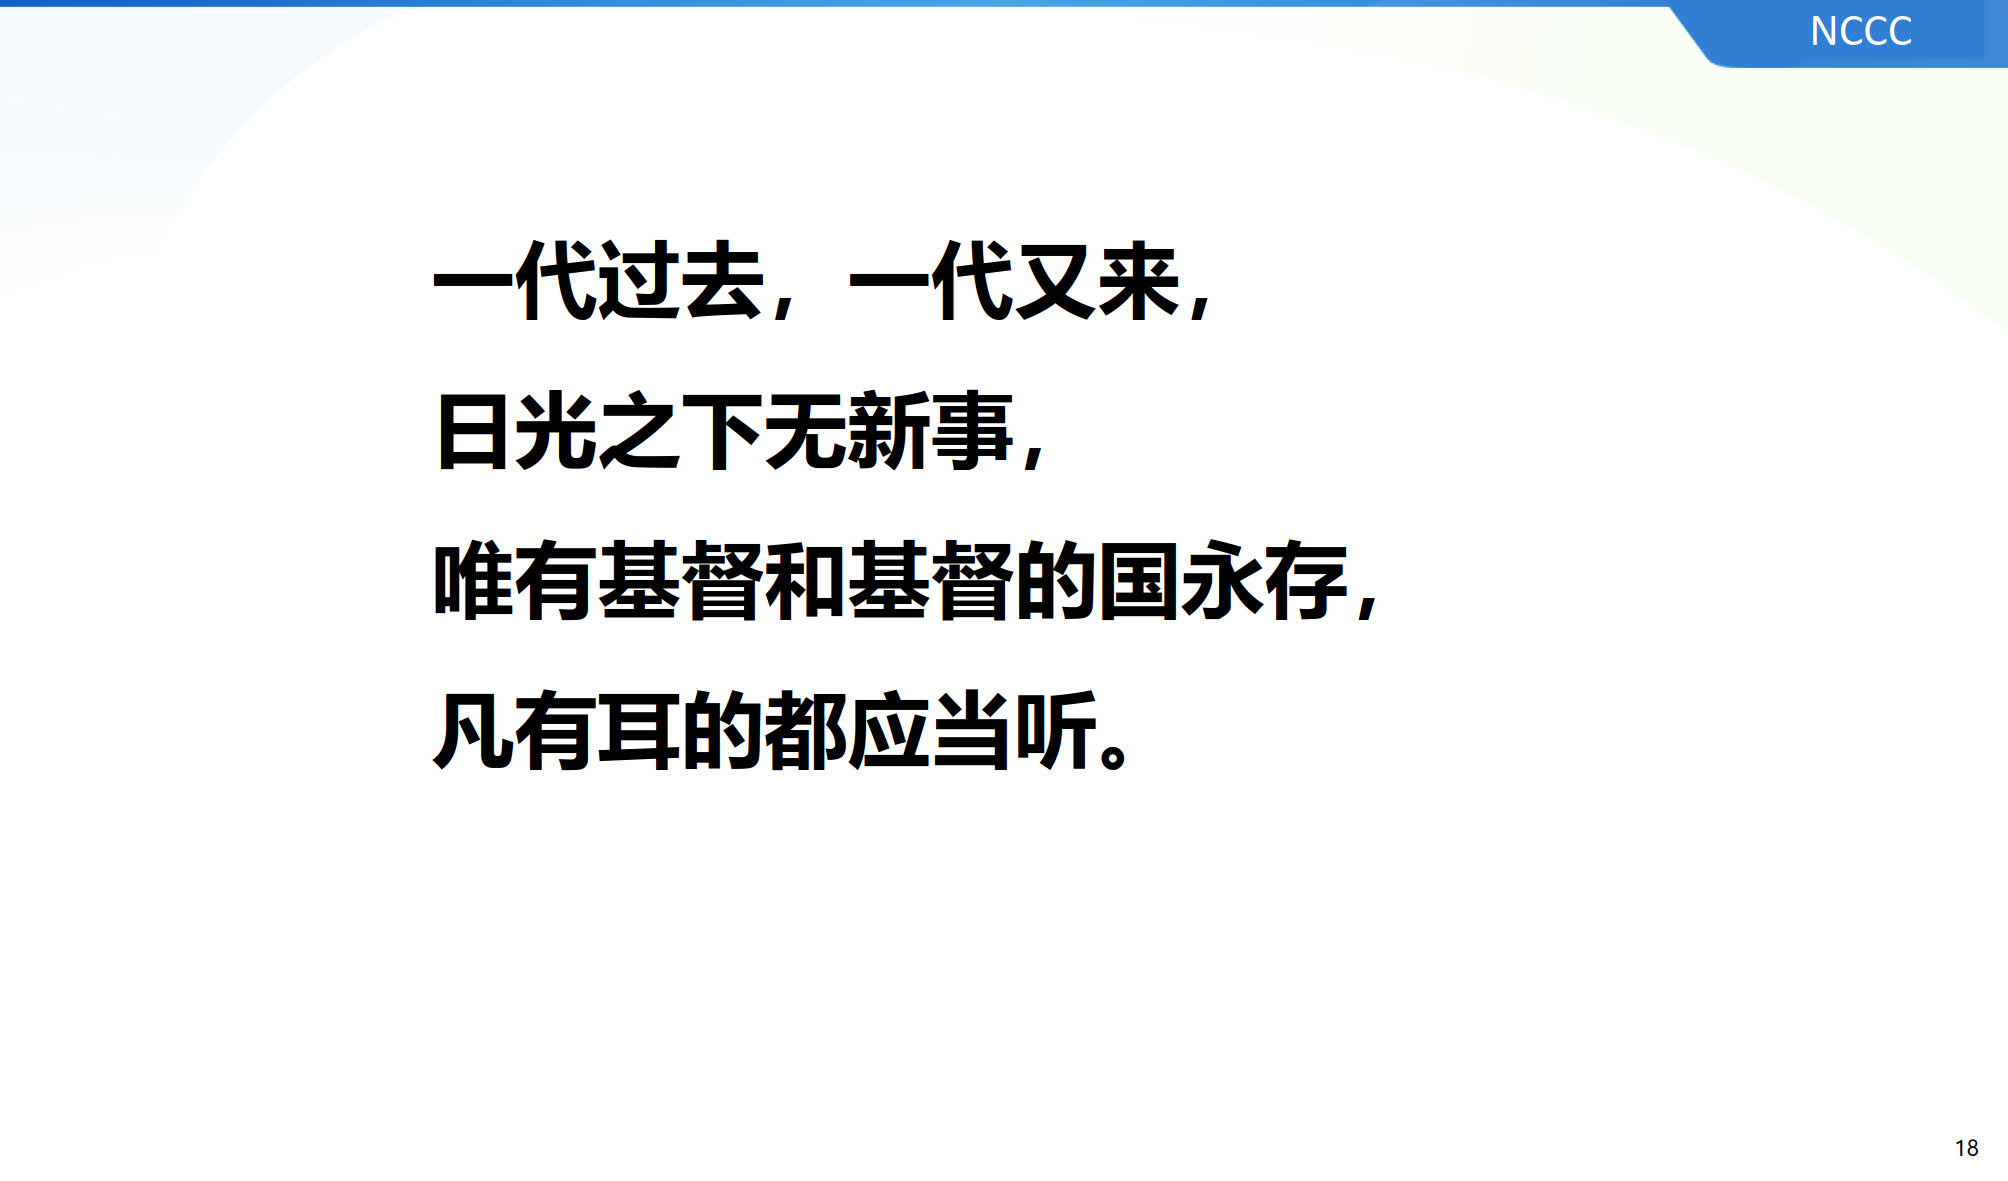 NCCC
一代过去，一代又来，
日光之下无新事，
唯有基督和基督的国永存，
凡有耳的都应当听。
18